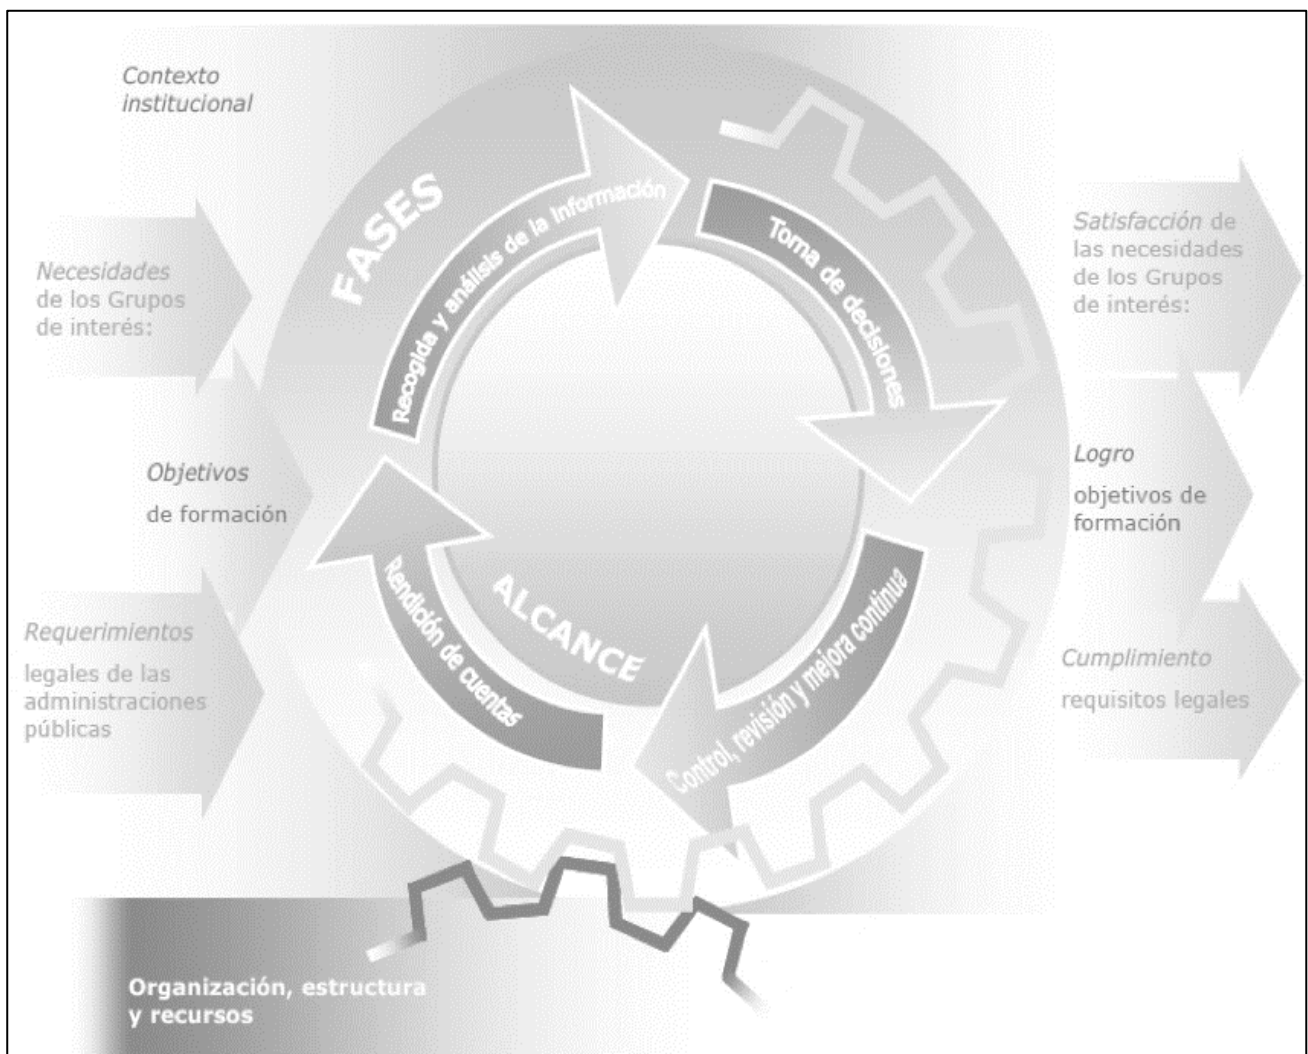 Contexto
institucional
FASES
Recogida y análisis de la Información
Toma de decisiones
Control, revisión y mejora continua
Rendición de cuentas
ALCANCE
Necesidades
de los Grupos
de interés:
Objetivos
de formación
Requerimientos
legales de las
administraciones
públicas
Satisfacción de
las necesidades
de los Grupos
de interés:
Logro
objetivos de
formación
Cumplimiento
requisitos legales
Organización, estructura
y recursos